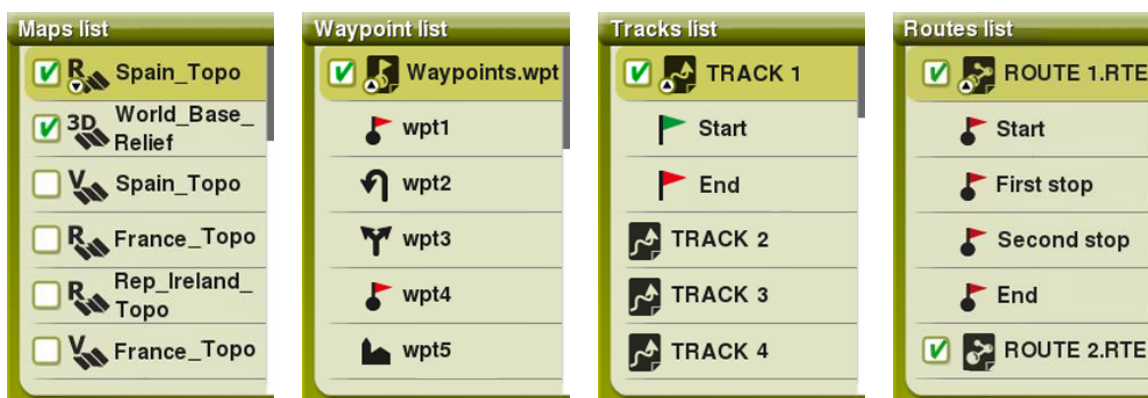 Maps list
R Spain_Topo
3D World_Base_
Relief
V Spain_Topo
R France_Topo
R Rep_Ireland_
Topo
V France_Topo
Waypoint list
Waypoints.wpt
wpt1
wpt2
wpt3
wpt4
wpt5
Tracks list
TRACK 1
Start
End
TRACK 2
TRACK 3
TRACK 4
Routes list
ROUTE 1.RTE
Start
First stop
Second stop
End
ROUTE 2.RTE